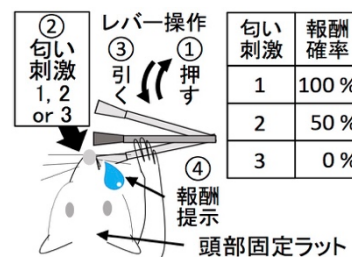 レバー操作
② 匂い 刺激 1, 2 or 3
③ 引く
① 押す
④ 報酬提示
頭部固定ラット
匂い刺激 報酬確率
1 100 %
2 50 %
3 0 %